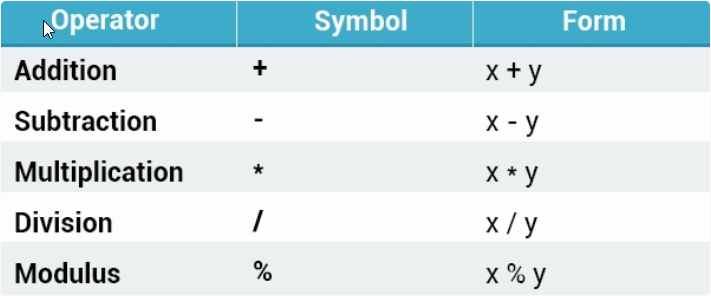 Operator Symbol Form
Addition + x + y
Subtraction - x - y
Multiplication * x * y
Division / x / y
Modulus % x % y